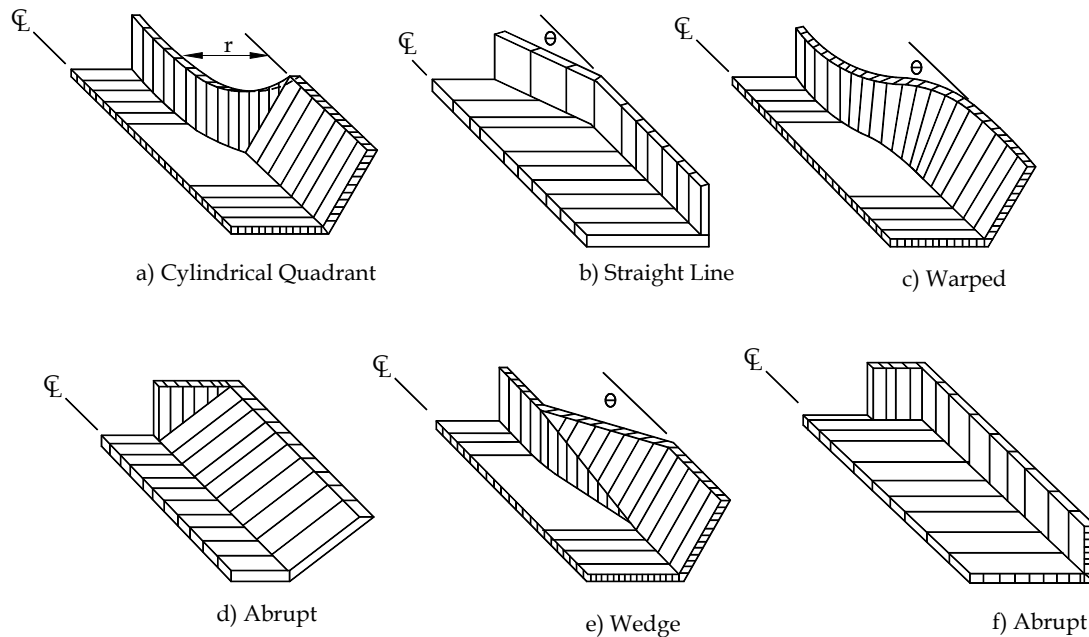 ℄
r
a) Cylindrical Quadrant
℄
θ
b) Straight Line
℄
θ
c) Warped
℄
d) Abrupt
℄
θ
e) Wedge
℄
f) Abrupt